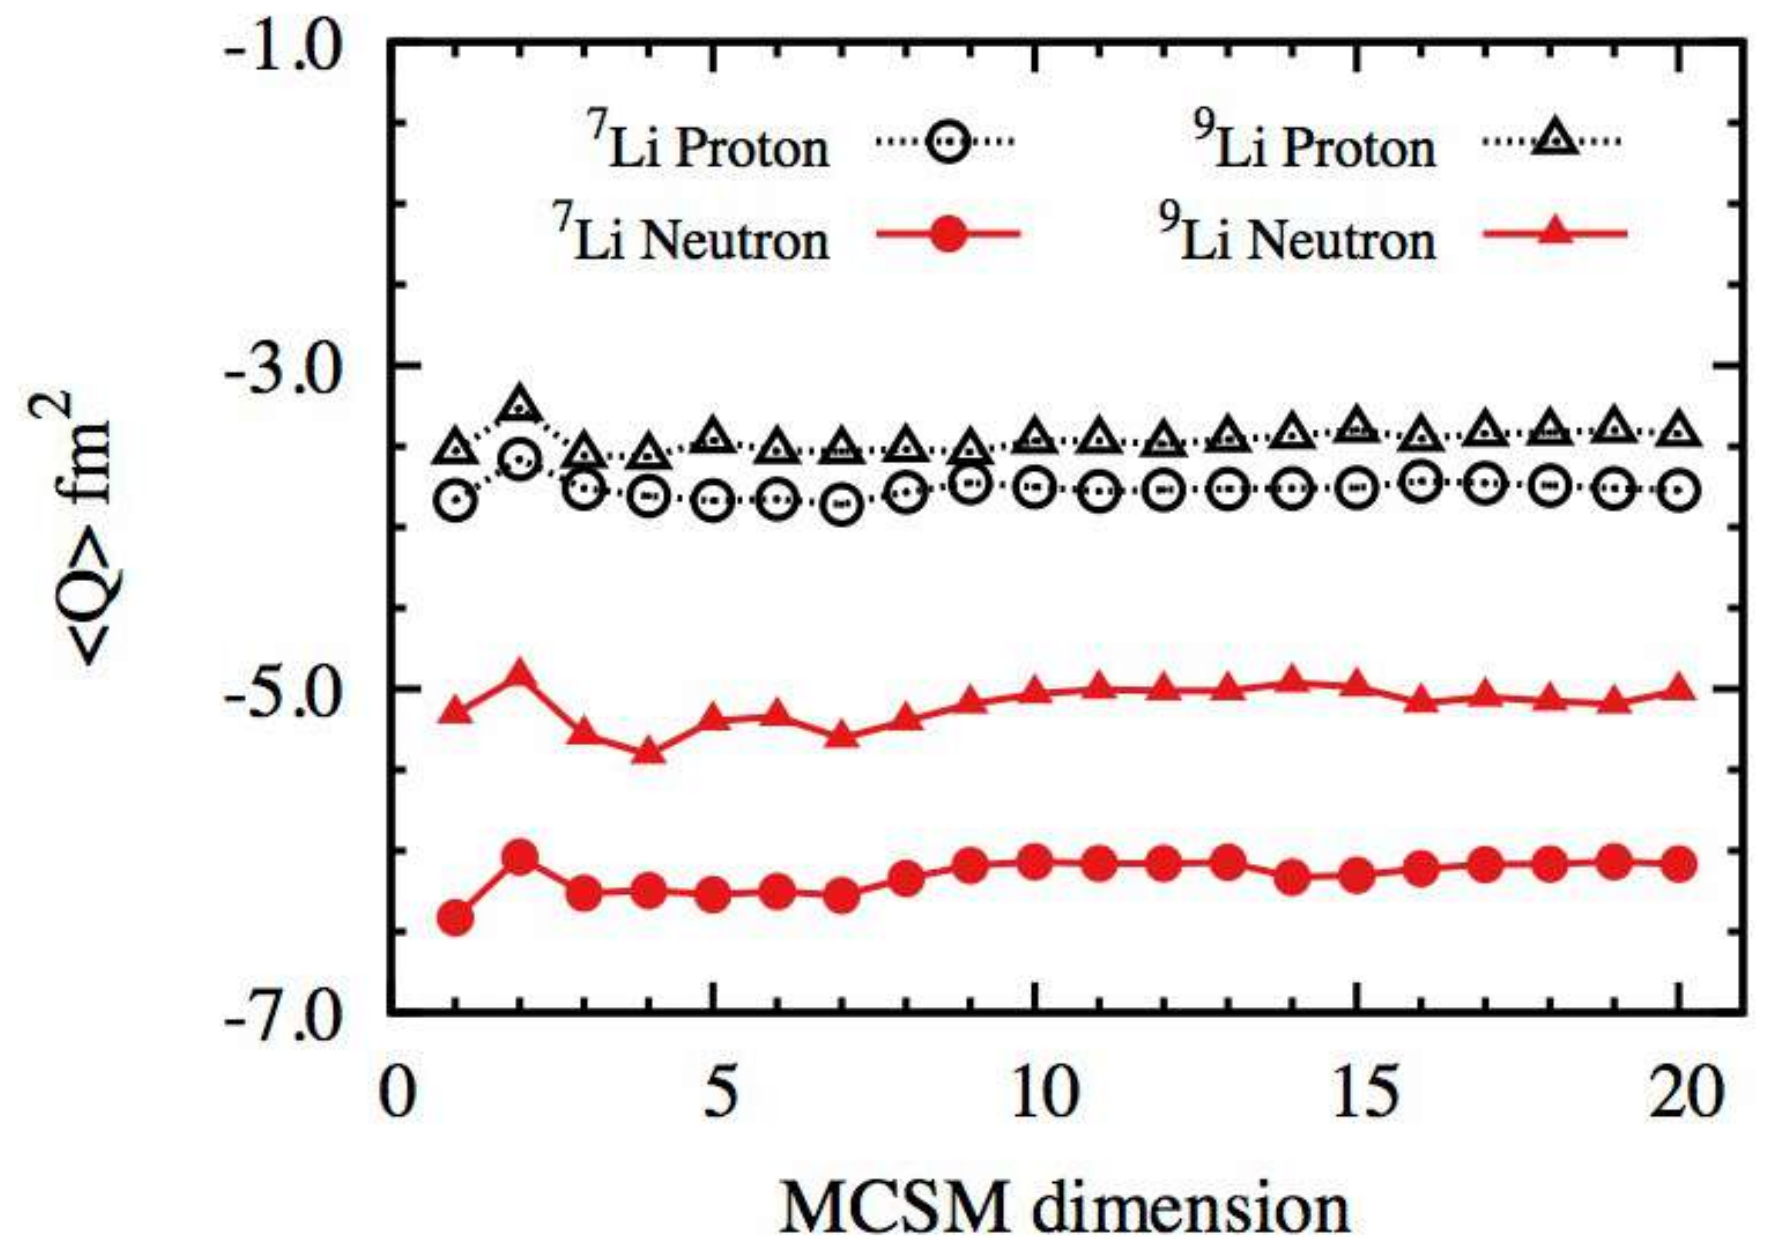 -1.0
⁷Li Proton ⁹Li Proton
⁷Li Neutron ⁹Li Neutron
-3.0
<Q> fm²
-5.0
-7.0
0 5 10 15 20
MCSM dimension